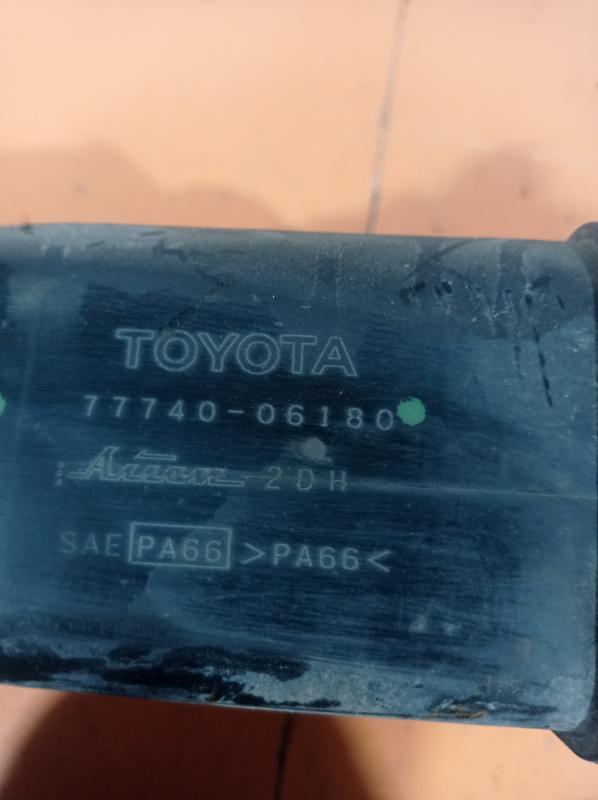 TOYOTA
77740-06180
Aisan 2DH
SAE PA66 >PA66<